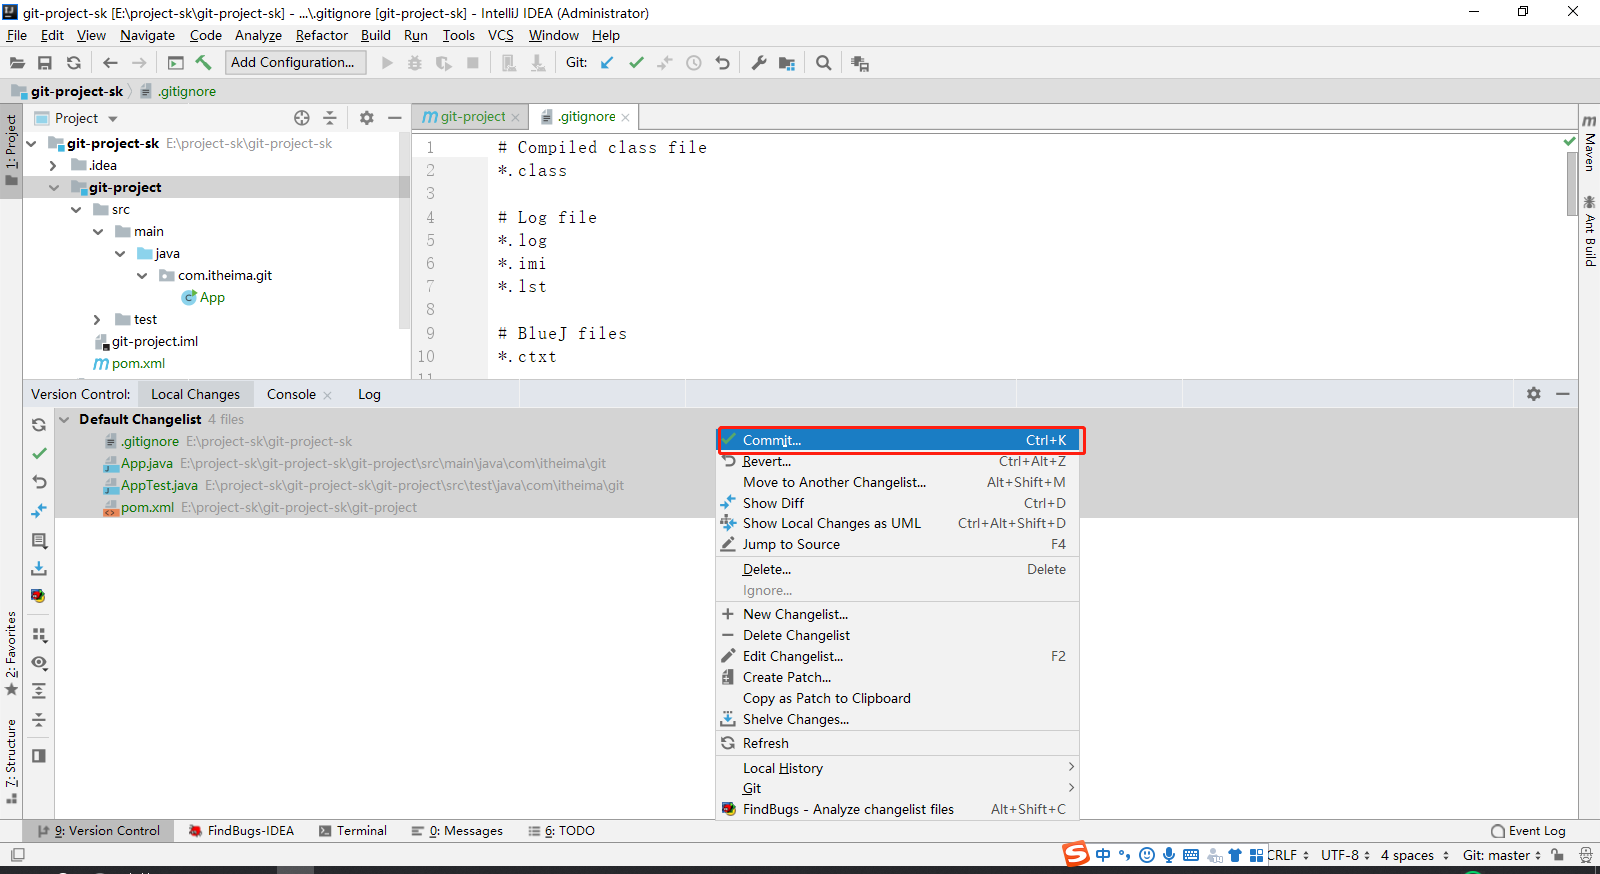 git-project-sk [E:\project-sk\git-project-sk] - ...\.gitignore [git-project-sk] - IntelliJ IDEA (Administrator)
File Edit View Navigate Code Analyze Refactor Build Run Tools VCS Window Help
Add Configuration... Git:
git-project-sk .gitignore
1: Project
Project
git-project-sk E:\project-sk\git-project-sk
.idea
git-project
src
main
java
com.itheima.git
App
test
git-project.iml
pom.xml
git-project .gitignore
1 # Compiled class file
2 *.class
3
4 # Log file
5 *.log
6 *.imi
7 *.lst
8
9 # BlueJ files
10 *.ctxt
11
Maven
Ant Build
Version Control: Local Changes Console Log
Default Changelist 4 files
.gitignore E:\project-sk\git-project-sk
App.java E:\project-sk\git-project-sk\git-project\src\main\java\com\itheima\git
AppTest.java E:\project-sk\git-project-sk\git-project\src\test\java\com\itheima\git
pom.xml E:\project-sk\git-project-sk\git-project
Commit... Ctrl+K
Revert... Ctrl+Alt+Z
Move to Another Changelist... Alt+Shift+M
Show Diff Ctrl+D
Show Local Changes as UML Ctrl+Alt+Shift+D
Jump to Source F4
Delete... Delete
Ignore...
New Changelist...
Delete Changelist
Edit Changelist... F2
Create Patch...
Copy as Patch to Clipboard
Shelve Changes...
Refresh
Local History
Git
FindBugs - Analyze changelist files Alt+Shift+C
2: Favorites
7: Structure
9: Version Control FindBugs-IDEA Terminal 0: Messages 6: TODO Event Log
中 CRLF UTF-8 4 spaces Git: master